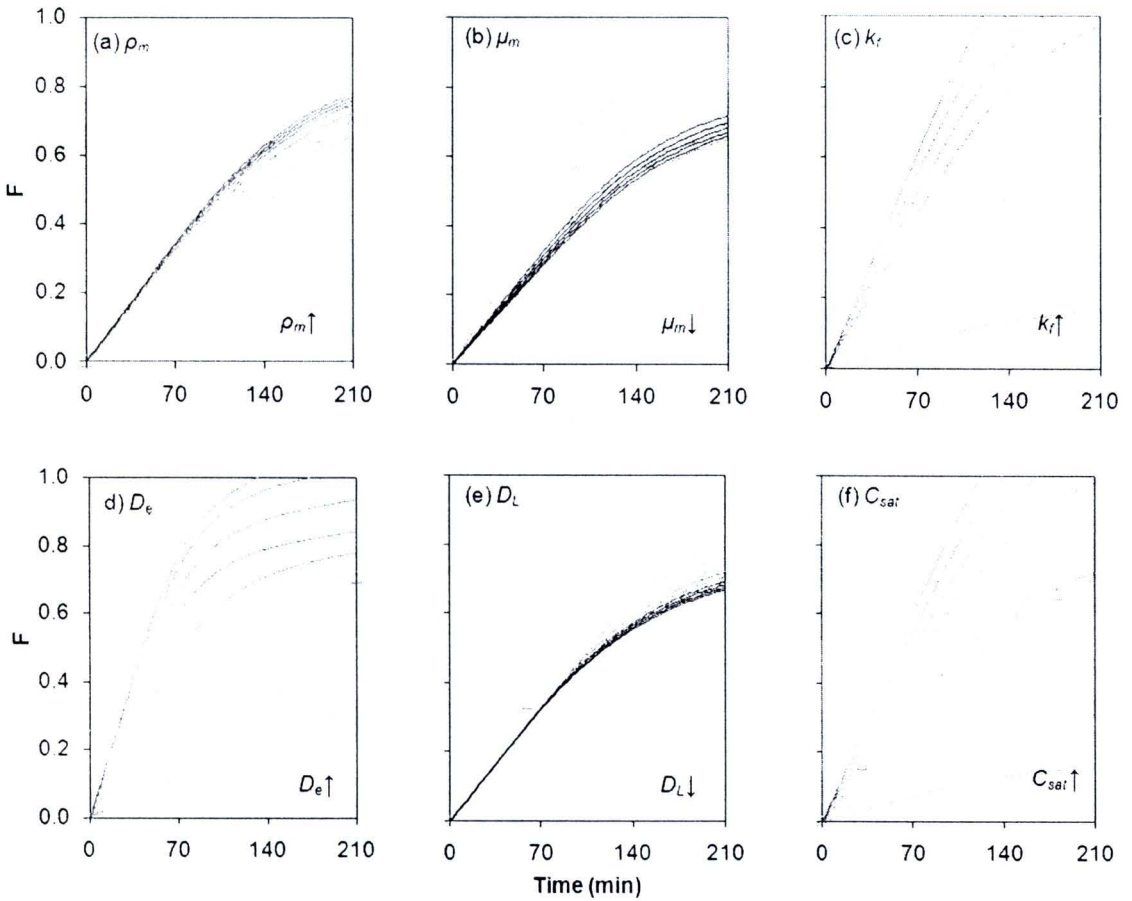 (a) ρm
1.0
0.8
0.6
0.4
0.2
0.0
F
ρm↑
0 70 140 210
(b) μm
μm↓
0 70 140 210
(c) kf
kf↑
0 70 140 210
d) De
1.0
0.8
0.6
0.4
0.2
0.0
F
De↑
0 70 140 210
(e) DL
DL↓
0 70 140 210
(f) Csat
Csat↑
0 70 140 210
Time (min)